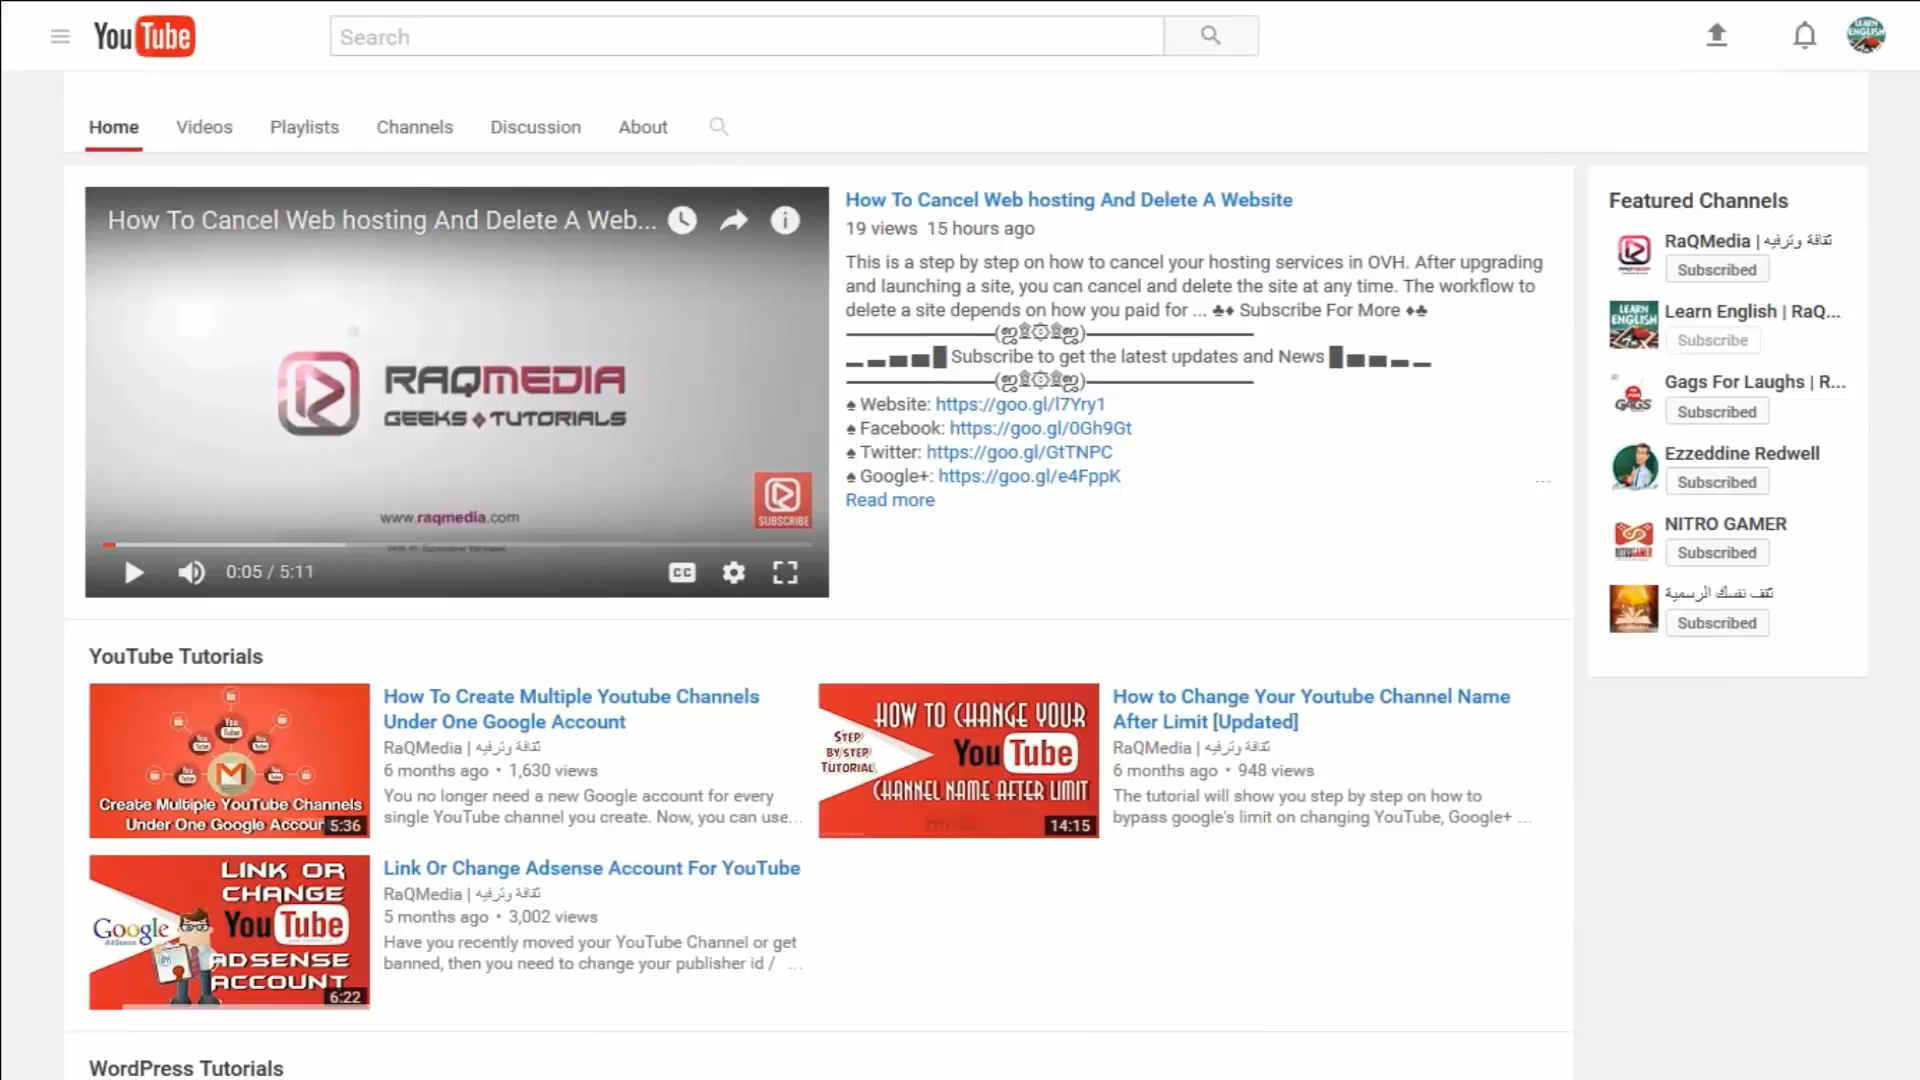 YouTube
Search
Home Videos Playlists Channels Discussion About
How To Cancel Web hosting And Delete A Web...
RAQMEDIA
GEEKS TUTORIALS
www.raqmedia.com
SUBSCRIBE
0:05 / 5:11
CC
How To Cancel Web hosting And Delete A Website
19 views 15 hours ago
This is a step by step on how to cancel your hosting services in OVH. After upgrading
and launching a site, you can cancel and delete the site at any time. The workflow to
delete a site depends on how you paid for ... ♣♦ Subscribe For More ♦♣
▬ ▬ ▅ ▅ █ Subscribe to get the latest updates and News █ ▅ ▅ ▬ ▬
♠ Website: https://goo.gl/l7Yry1
♠ Facebook: https://goo.gl/0Gh9Gt
♠ Twitter: https://goo.gl/GtTNPC
♠ Google+: https://goo.gl/e4FppK
...
Read more
Featured Channels
RaQMedia | ثقافة وترفيه
Subscribed
LEARN ENGLISH
Learn English | RaQ...
Subscribe
GAGS
Gags For Laughs | R...
Subscribed
Ezzeddine Redwell
Subscribed
NITRO GAMER
Subscribed
ثقف نفسك الرسمية
Subscribed
YouTube Tutorials
Create Multiple YouTube Channels
Under One Google Accoun
5:36
How To Create Multiple Youtube Channels
Under One Google Account
RaQMedia | ثقافة وترفيه
6 months ago • 1,630 views
You no longer need a new Google account for every
single YouTube channel you create. Now, you can use...
HOW TO CHANGE YOUR
STEP BY STEP TUTORIAL
YouTube
CHANNEL NAME AFTER LIMIT
14:15
How to Change Your Youtube Channel Name
After Limit [Updated]
RaQMedia | ثقافة وترفيه
6 months ago • 948 views
The tutorial will show you step by step on how to
bypass google's limit on changing YouTube, Google+ ...
LINK OR
CHANGE
Google AdSense
YouTube
ADSENSE
ACCOUNT
6:22
Link Or Change Adsense Account For YouTube
RaQMedia | ثقافة وترفيه
5 months ago • 3,002 views
Have you recently moved your YouTube Channel or get
banned, then you need to change your publisher id / ...
WordPress Tutorials